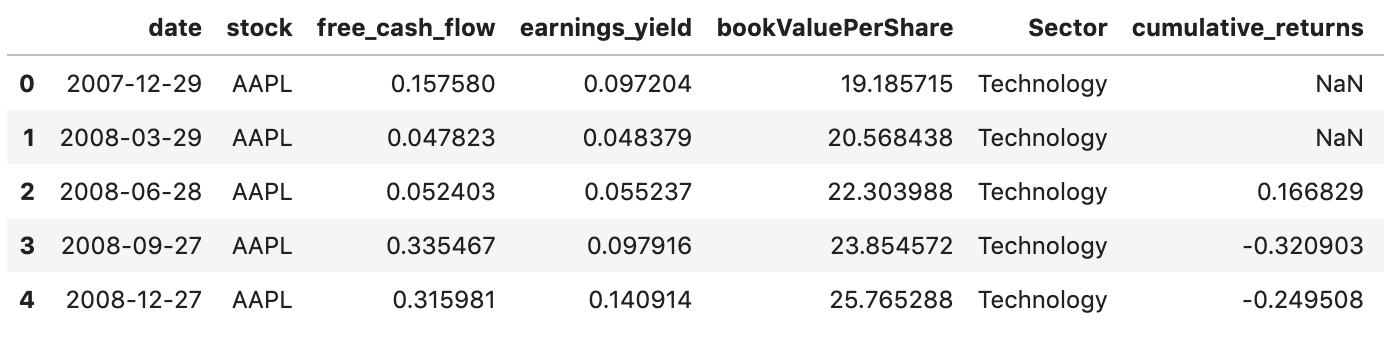 date stock free_cash_flow earnings_yield bookValuePerShare Sector cumulative_returns
0 2007-12-29 AAPL 0.157580 0.097204 19.185715 Technology NaN
1 2008-03-29 AAPL 0.047823 0.048379 20.568438 Technology NaN
2 2008-06-28 AAPL 0.052403 0.055237 22.303988 Technology 0.166829
3 2008-09-27 AAPL 0.335467 0.097916 23.854572 Technology -0.320903
4 2008-12-27 AAPL 0.315981 0.140914 25.765288 Technology -0.249508